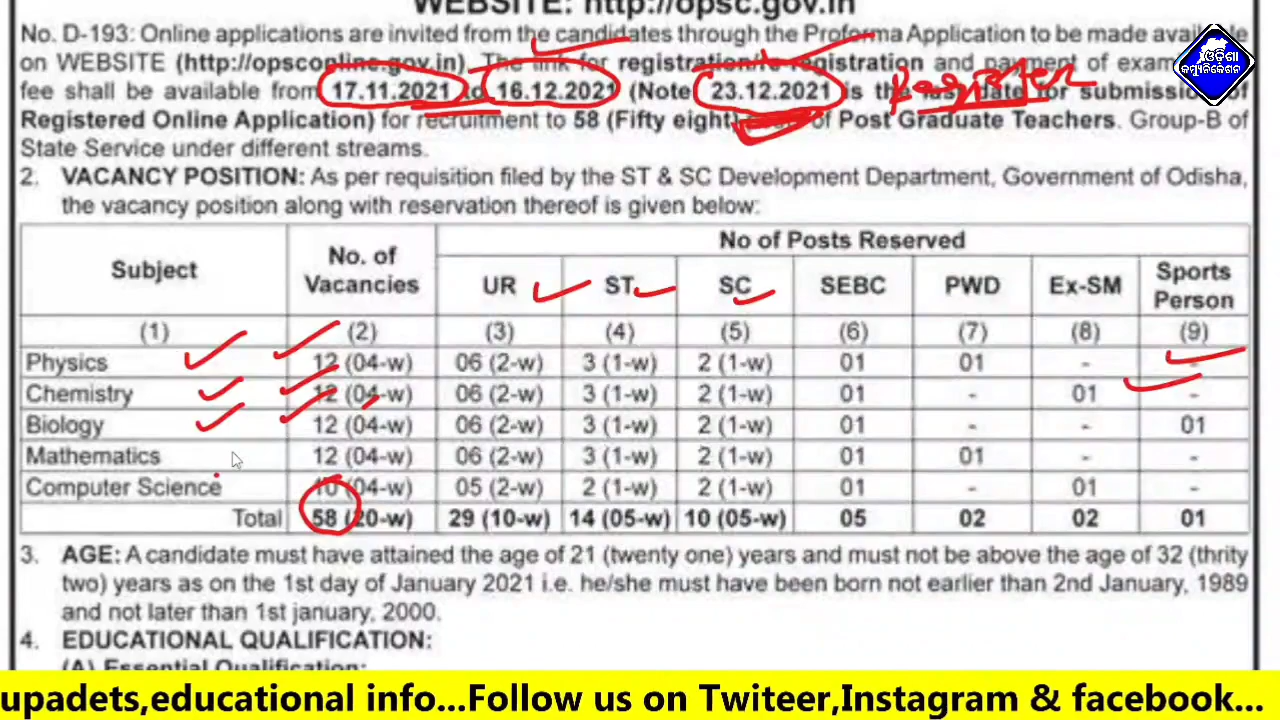 WEBSITE: http://opsc.gov.in
No. D-193: Online applications are invited from the candidates through the Proforma Application to be made available
on WEBSITE (http://opsconline.gov.in). The link for registration/re-registration and payment of exam
fee shall be available from 17.11.2021 to 16.12.2021 (Note 23.12.2021 is the last date for submission of
Register
Registered Online Application) for recruitment to 58 (Fifty eight) of Post Graduate Teachers. Group-B of
State Service under different streams.
2. VACANCY POSITION: As per requisition filed by the ST & SC Development Department, Government of Odisha,
the vacancy position along with reservation thereof is given below:
Subject No. of Vacancies No of Posts Reserved
UR ST SC SEBC PWD Ex-SM Sports Person
(1) (2) (3) (4) (5) (6) (7) (8) (9)
Physics 12 (04-w) 06 (2-w) 3 (1-w) 2 (1-w) 01 01 - -
Chemistry 12 (04-w) 06 (2-w) 3 (1-w) 2 (1-w) 01 - 01 -
Biology 12 (04-w) 06 (2-w) 3 (1-w) 2 (1-w) 01 - - 01
Mathematics 12 (04-w) 06 (2-w) 3 (1-w) 2 (1-w) 01 01 - -
Computer Science 10 (04-w) 05 (2-w) 2 (1-w) 2 (1-w) 01 - 01 -
Total 58 (20-w) 29 (10-w) 14 (05-w) 10 (05-w) 05 02 02 01
3. AGE: A candidate must have attained the age of 21 (twenty one) years and must not be above the age of 32 (thrity
two) years as on the 1st day of January 2021 i.e. he/she must have been born not earlier than 2nd January, 1989
and not later than 1st january, 2000.
4. EDUCATIONAL QUALIFICATION:
(A) Essential Qualification:
upadets,educational info...Follow us on Twiteer,Instagram & facebook...